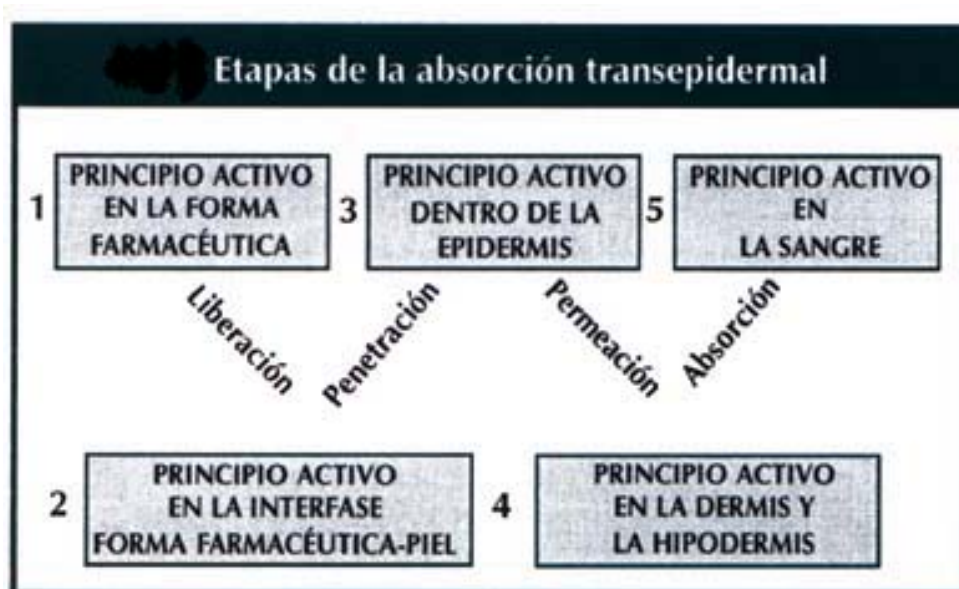 Etapas de la absorción transepidermal
1
PRINCIPIO ACTIVO
EN LA FORMA
FARMACÉUTICA
3
PRINCIPIO ACTIVO
DENTRO DE LA
EPIDERMIS
5
PRINCIPIO ACTIVO
EN
LA SANGRE
Liberación
Penetración
Permeación
Absorción
2
PRINCIPIO ACTIVO
EN LA INTERFASE
FORMA FARMACÉUTICA-PIEL
4
PRINCIPIO ACTIVO
EN LA DERMIS Y
LA HIPODERMIS